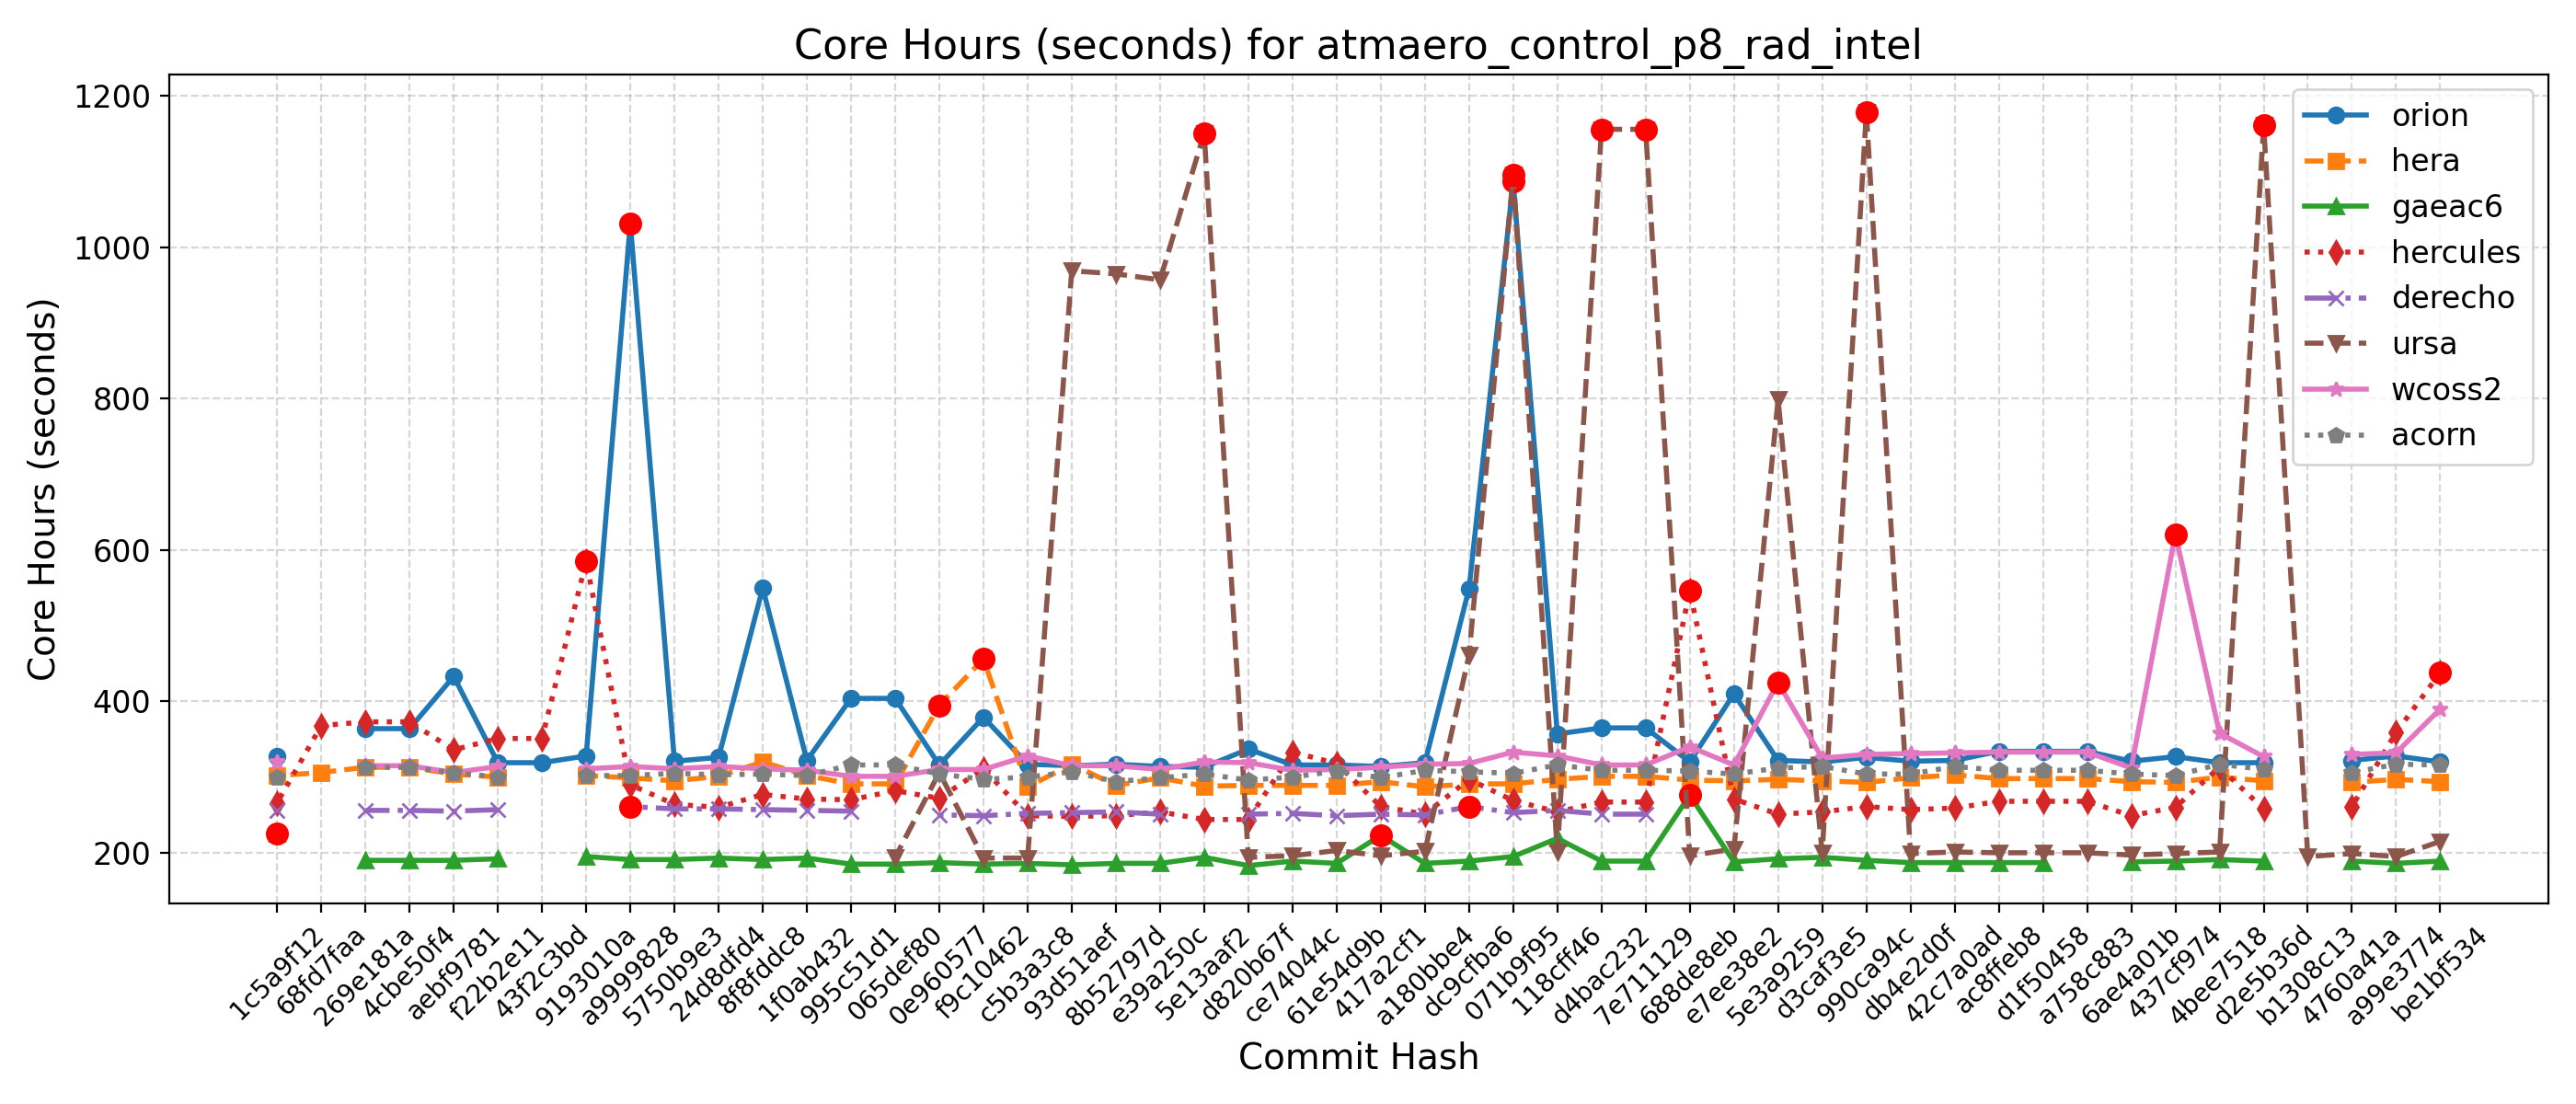 Core Hours (seconds) for atmaero_control_p8_rad_intel
Core Hours (seconds)
1200
1000
800
600
400
200
orion
hera
gaeac6
hercules
derecho
ursa
wcoss2
acorn
1c5a9f12
68fd7faa
269e181a
4cbe50f4
aebf9781
f22b2e11
43f2c3bd
9193010a
a9999828
5750b9e3
24d8dfd4
8f8fddc8
1f0ab432
995c51d1
065def80
0e960577
f9c10462
c5b3a3c8
93d51aef
8b52797d
e39a250c
5e13aaf2
d820b67f
ce74044c
61e54d9b
417a2cf1
a180bbe4
dc9cfba6
071b9f95
118cff46
d4bac232
7e711129
688de8eb
e7ee38e2
5e3a9259
d3caf3e5
990ca94c
db4e2d0f
42c7a0ad
ac8ffeb8
d1f50458
a758c883
6ae4a01b
437cf974
4bee7518
d2e5b36d
b1308c13
4760a41a
a99e3774
be1bf534
Commit Hash